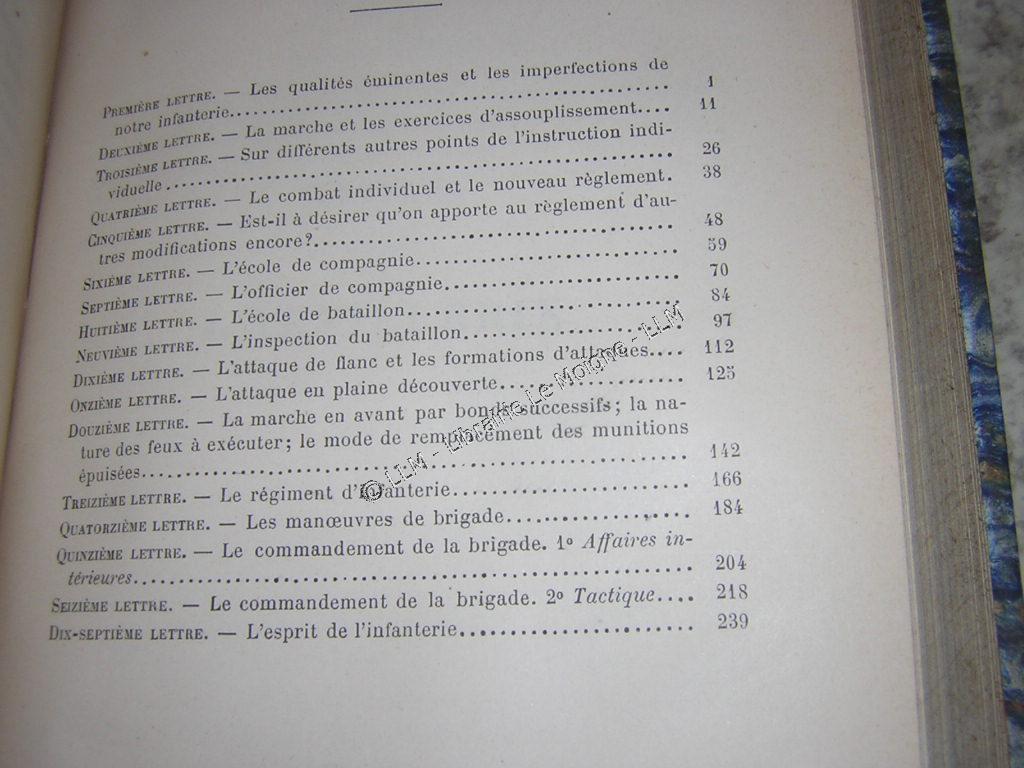 PREMIÈRE LETTRE. — Les qualités éminentes et les imperfections de
notre infanterie.......... 1
DEUXIÈME LETTRE. — La marche et les exercices d'assouplissement.... 11
TROISIÈME LETTRE. — Sur différents autres points de l'instruction indi-
viduelle .......... 26
QUATRIÈME LETTRE. — Le combat individuel et le nouveau règlement. 38
CINQUIÈME LETTRE. — Est-il à désirer qu'on apporte au règlement d'au-
tres modifications encore?.......... 48
SIXIÈME LETTRE. — L'école de compagnie.......... 59
SEPTIÈME LETTRE. — L'officier de compagnie.......... 70
HUITIÈME LETTRE. — L'école de bataillon.......... 84
NEUVIÈME LETTRE. — L'inspection du bataillon.......... 97
DIXIÈME LETTRE. — L'attaque de flanc et les formations d'attaques.... 112
ONZIÈME LETTRE. — L'attaque en plaine découverte.......... 125
DOUZIÈME LETTRE. — La marche en avant par bonds successifs; la na-
ture des feux à exécuter; le mode de remplacement des munitions
épuisées.......... 142
TREIZIÈME LETTRE. — Le régiment d'infanterie.......... 166
QUATORZIÈME LETTRE. — Les manœuvres de brigade.......... 184
QUINZIÈME LETTRE. — Le commandement de la brigade. 1º Affaires in-
térieures.......... 204
SEIZIÈME LETTRE. — Le commandement de la brigade. 2º Tactique.... 218
DIX-SEPTIÈME LETTRE. — L'esprit de l'infanterie.......... 239
© LLM - Librairie Le Moigne - LLM